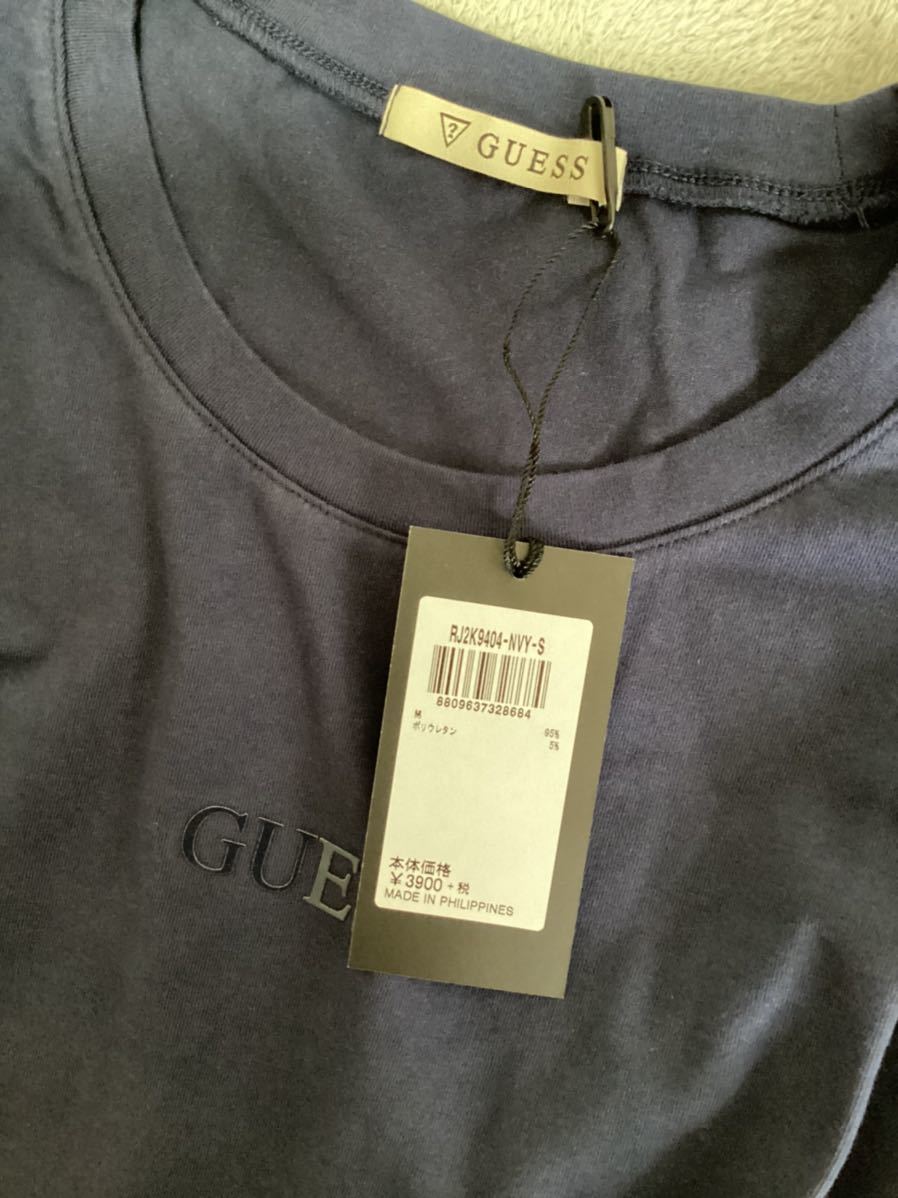 ? GUESS
RJ2K9404-NVY-S
8809637328684
M 95%
ポリウレタン 5%
本体価格
¥3900 +税
MADE IN PHILIPPINES
GUE